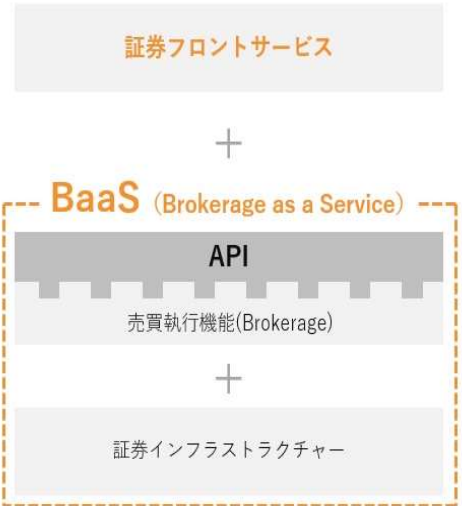 証券フロントサービス
+
BaaS (Brokerage as a Service)
API
売買執行機能(Brokerage)
+
証券インフラストラクチャー